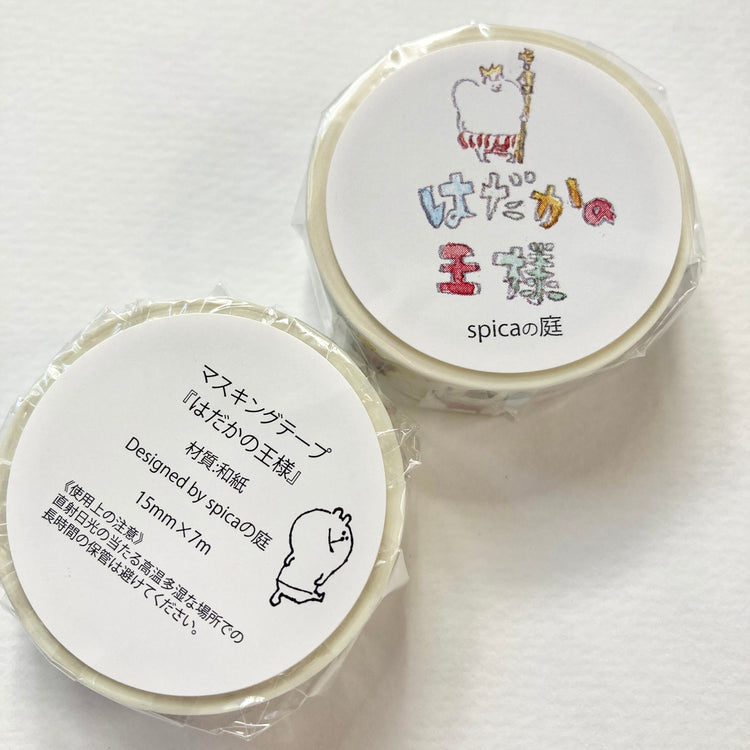 はだかの
王様
spicaの庭
マスキングテープ
『はだかの王様』
材質:和紙
Designed by spicaの庭
15mm×7m
《使用上の注意》
直射日光の当たる高温多湿な場所での
長時間の保管は避けてください。